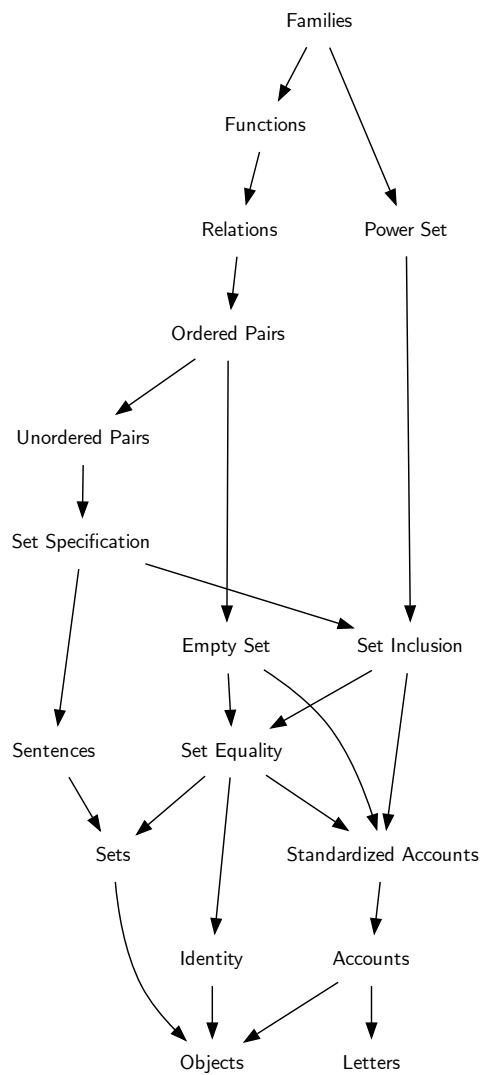 Families
Functions
Relations
Power Set
Ordered Pairs
Unordered Pairs
Set Specification
Empty Set
Set Inclusion
Sentences
Set Equality
Sets
Standardized Accounts
Identity
Accounts
Objects
Letters